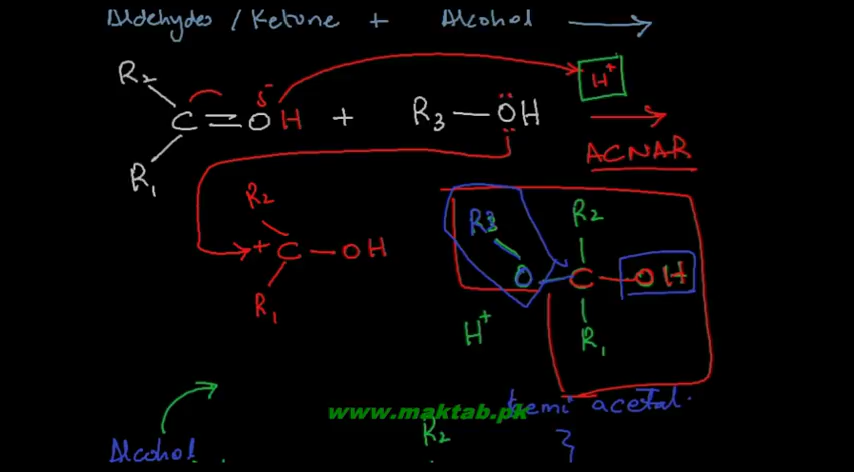 Aldehydes / Ketone + Alcohol
R₂
C = O H + R₃ — OH
δ⁻
H⁺
R₁
ACNAR
R₂
+ C — OH
R₁
R3
R₂
O — C — OH
R₁
H⁺
Hemi acetal.
www.maktab.pk
R₂
Alcohol